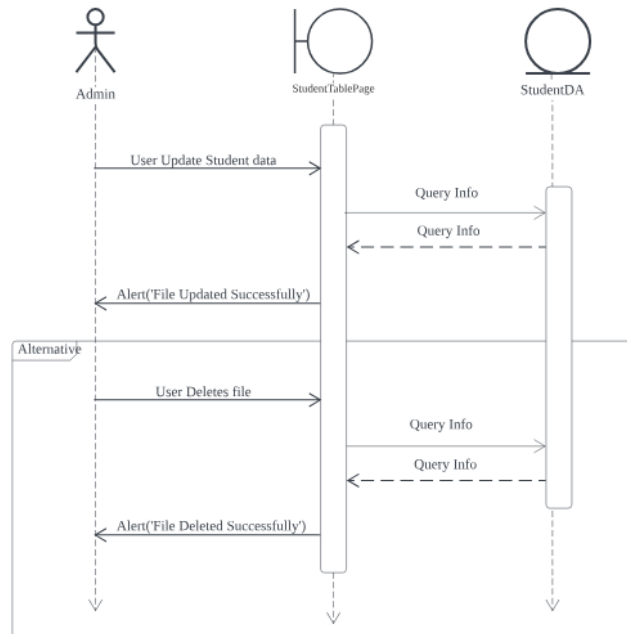 Admin
StudentTablePage
StudentDA
User Update Student data
Query Info
Query Info
Alert('File Updated Successfully')
Alternative
User Deletes file
Query Info
Query Info
Alert('File Deleted Successfully')